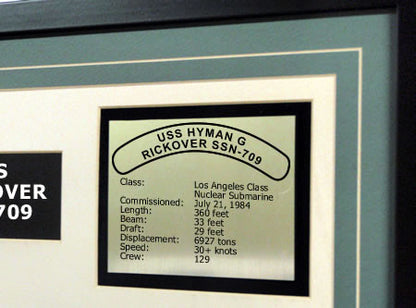 S
OVER
709
USS HYMAN G
RICKOVER SSN-709
Class: Los Angeles Class
Nuclear Submarine
Commissioned: July 21, 1984
Length: 360 feet
Beam: 33 feet
Draft: 29 feet
Displacement: 6927 tons
Speed: 30+ knots
Crew: 129